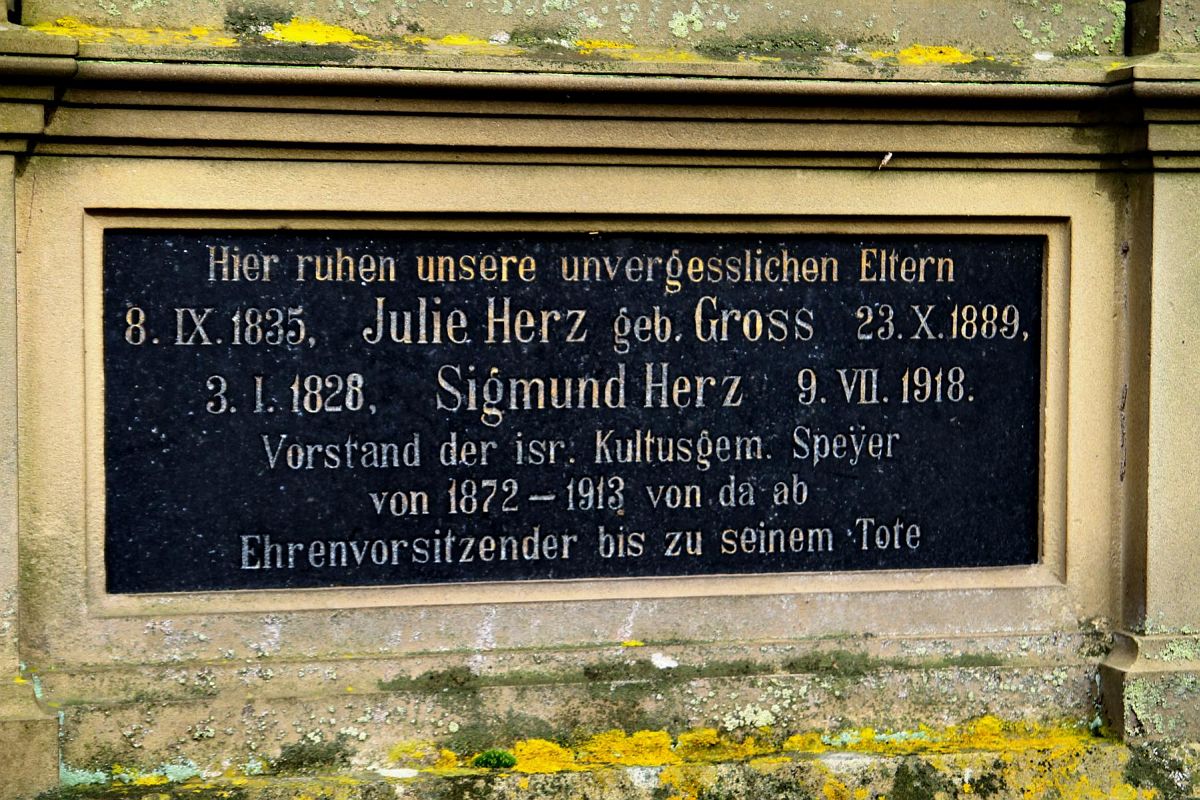 Hier ruhen unsere unvergesslichen Eltern
8. IX. 1835, Julie Herz geb. Gross 23. X. 1889,
3. I. 1828, Sigmund Herz 9. VII. 1918.
Vorstand der isr. Kultusgem. Speÿer
von 1872 – 1913 von da ab
Ehrenvorsitzender bis zu seinem Tote